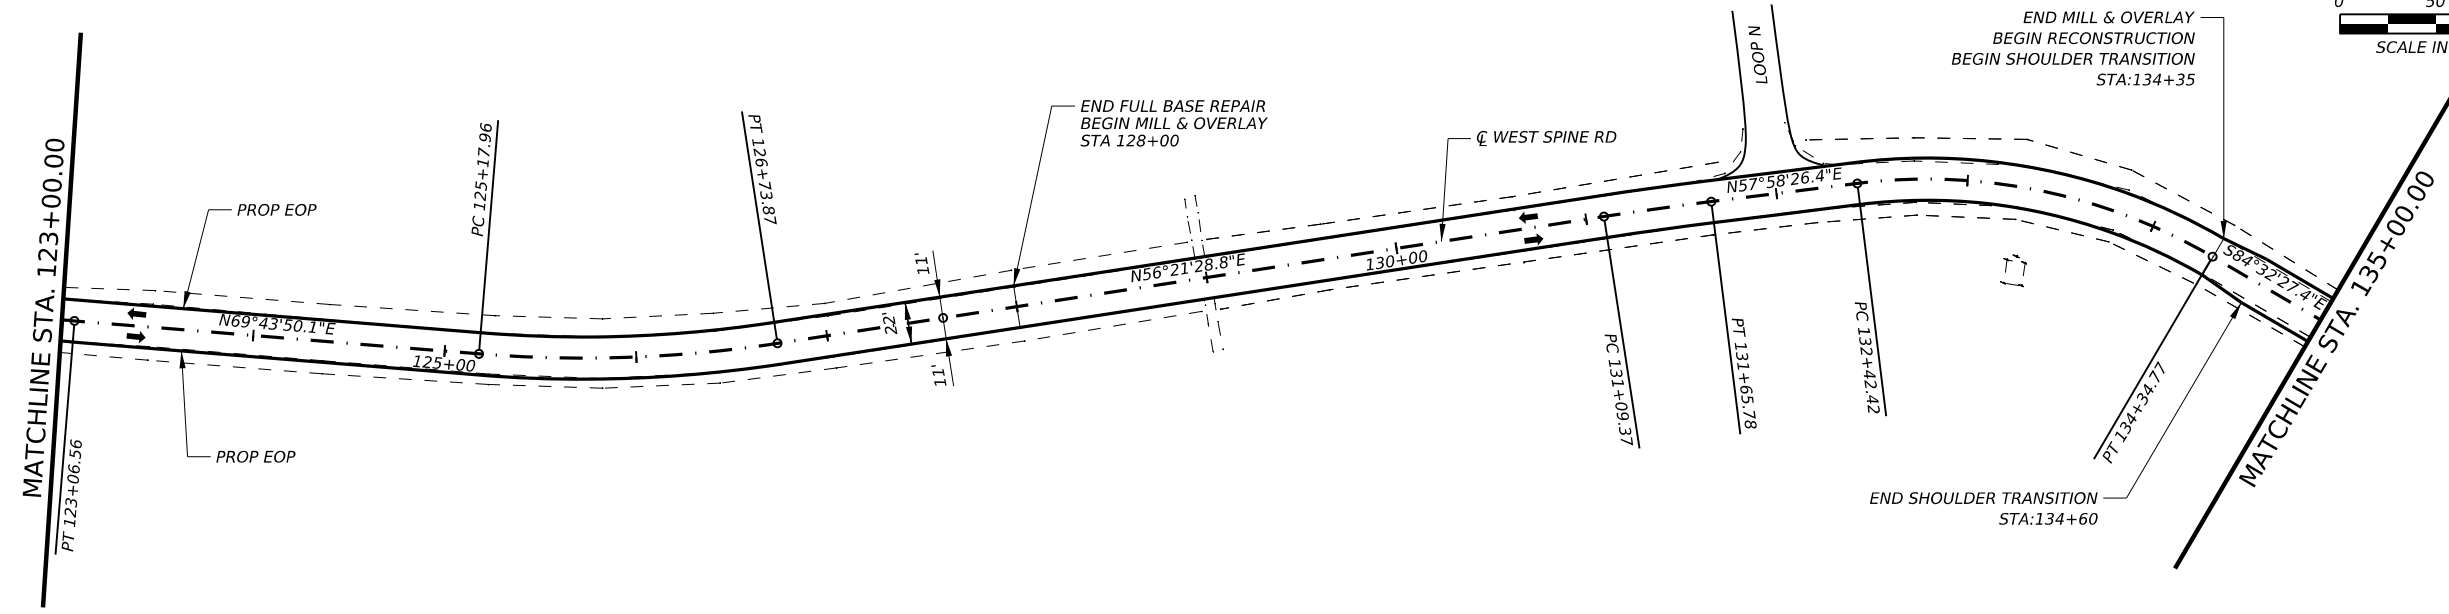 MATCHLINE STA. 123+00.00
PT 123+06.56
PROP EOP
PROP EOP
N69°43'50.1"E
125+00
PC 125+17.96
PT 126+73.87
11'
22'
11'
END FULL BASE REPAIR
BEGIN MILL & OVERLAY
STA 128+00
N56°21'28.8"E
130+00
℄ WEST SPINE RD
PC 131+09.37
PT 131+65.78
N57°58'26.4"E
LOOP N
PC 132+42.42
END MILL & OVERLAY
BEGIN RECONSTRUCTION
BEGIN SHOULDER TRANSITION
STA:134+35
PT 134+34.77
S84°32'27.4"E
END SHOULDER TRANSITION
STA:134+60
MATCHLINE STA. 135+00.00
0 50
SCALE IN